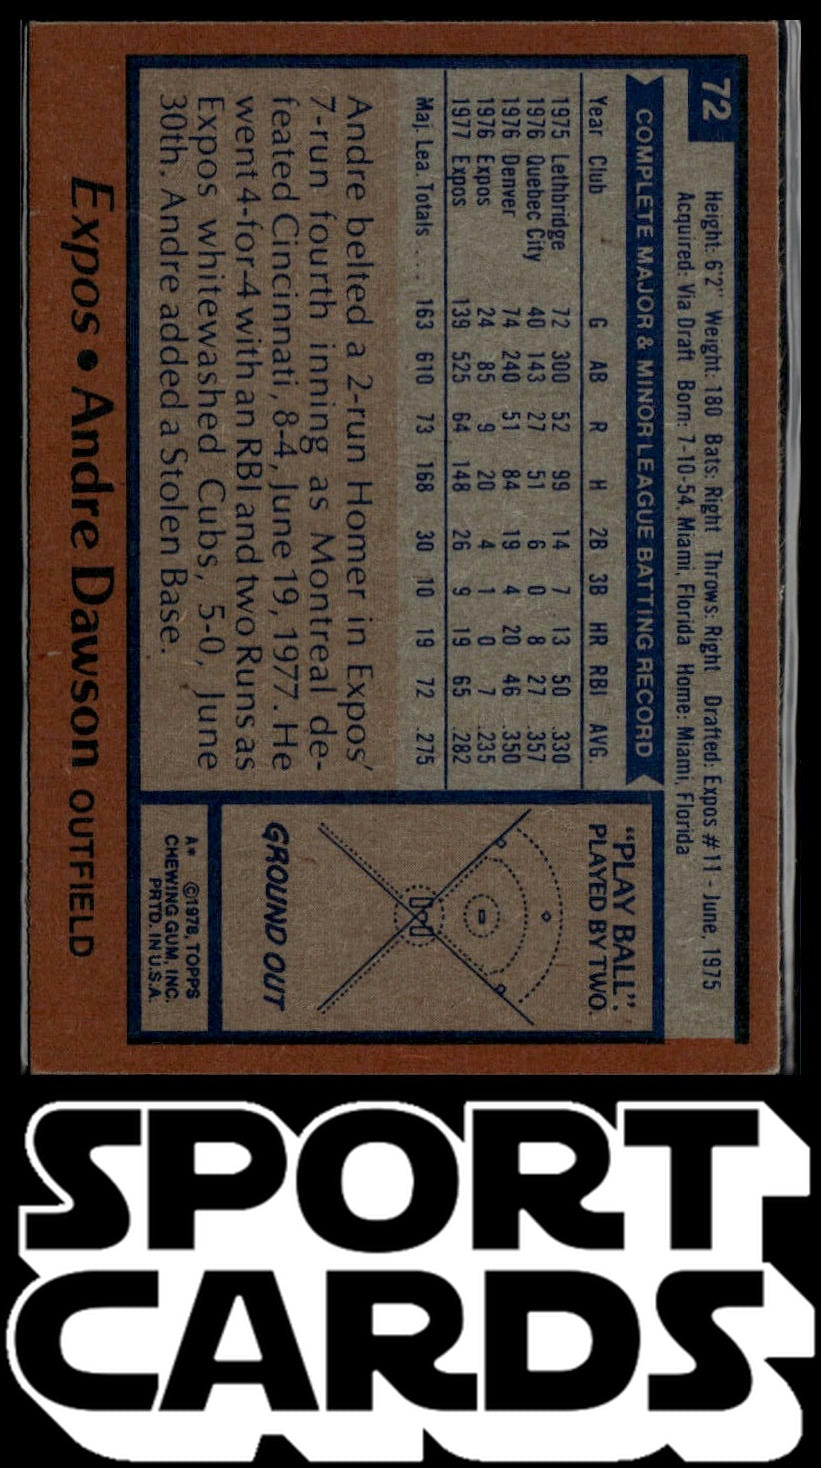 72
Height: 6'2" Weight: 180 Bats: Right Throws: Right Drafted: Expos #11 - June, 1975
Acquired: Via Draft Born: 7-10-54, Miami, Florida Home: Miami, Florida
COMPLETE MAJOR & MINOR LEAGUE BATTING RECORD
Year Club G AB R H 2B 3B HR RBI AVG.
1975 Lethbridge 72 300 52 99 14 7 13 50 .330
1976 Quebec City 40 143 27 51 6 0 8 27 .357
1976 Denver 74 240 51 84 19 4 20 46 .350
1976 Expos 24 85 9 20 4 1 0 7 .235
1977 Expos 139 525 64 148 26 9 19 65 .282
Maj. Lea. Totals . . . 163 610 73 168 30 10 19 72 .275
Andre belted a 2-run Homer in Expos'
7-run fourth inning as Montreal de-
feated Cincinnati, 8-4, June 19, 1977. He
went 4-for-4 with an RBI and two Runs as
Expos whitewashed Cubs, 5-0, June
30th. Andre added a Stolen Base.
"PLAY BALL".
PLAYED BY TWO.
GROUND OUT
A* ©1978, TOPPS
CHEWING GUM, INC.
PRTD. IN U.S.A.
Expos • Andre Dawson OUTFIELD
SPORT
CARDS